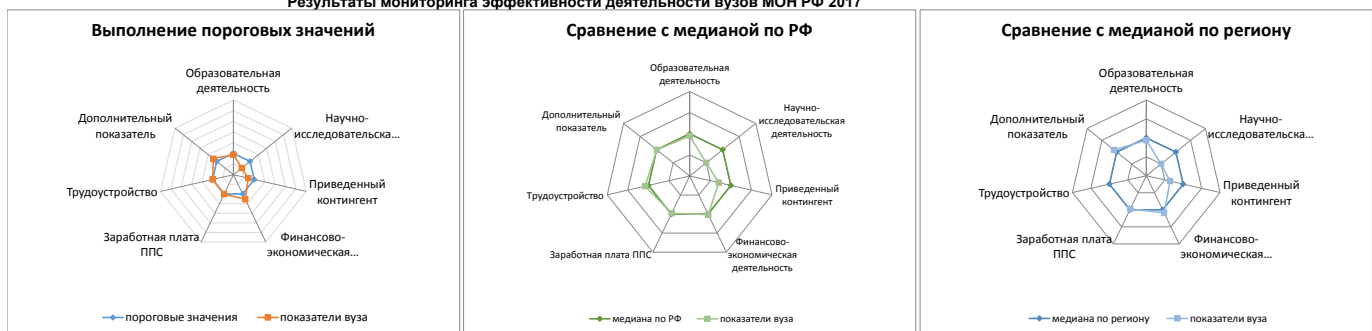 Результаты мониторинга эффективности деятельности вузов МОН РФ 2017
Выполнение пороговых значений
Образовательная
деятельность
Дополнительный
показатель
Научно-
исследовательска…
Трудоустройство
Приведенный
контингент
Заработная плата
ППС
Финансово-
экономическая…
пороговые значения
показатели вуза
Сравнение с медианой по РФ
Образовательная
деятельность
Дополнительный
показатель
Научно-
исследовательская
деятельность
Трудоустройство
Приведенный
контингент
Заработная плата ППС
Финансово-
экономическая
деятельность
медиана по РФ
показатели вуза
Сравнение с медианой по региону
Образовательная
деятельность
Дополнительный
показатель
Научно-
исследовательска…
Трудоустройство
Приведенный
контингент
Заработная плата
ППС
Финансово-
экономическая…
медиана по региону
показатели вуза